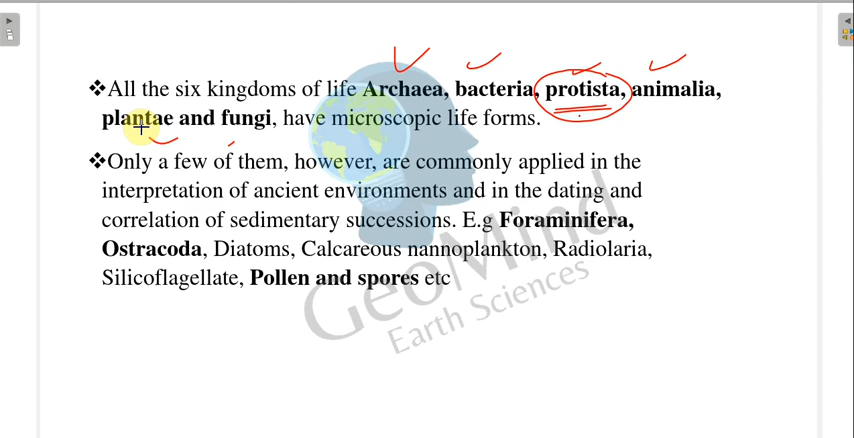 ❖All the six kingdoms of life Archaea, bacteria, protista, animalia,
plantae and fungi, have microscopic life forms.
❖Only a few of them, however, are commonly applied in the
interpretation of ancient environments and in the dating and
correlation of sedimentary successions. E.g Foraminifera,
Ostracoda, Diatoms, Calcareous nannoplankton, Radiolaria,
Silicoflagellate, Pollen and spores etc
GeoMind
Earth Sciences